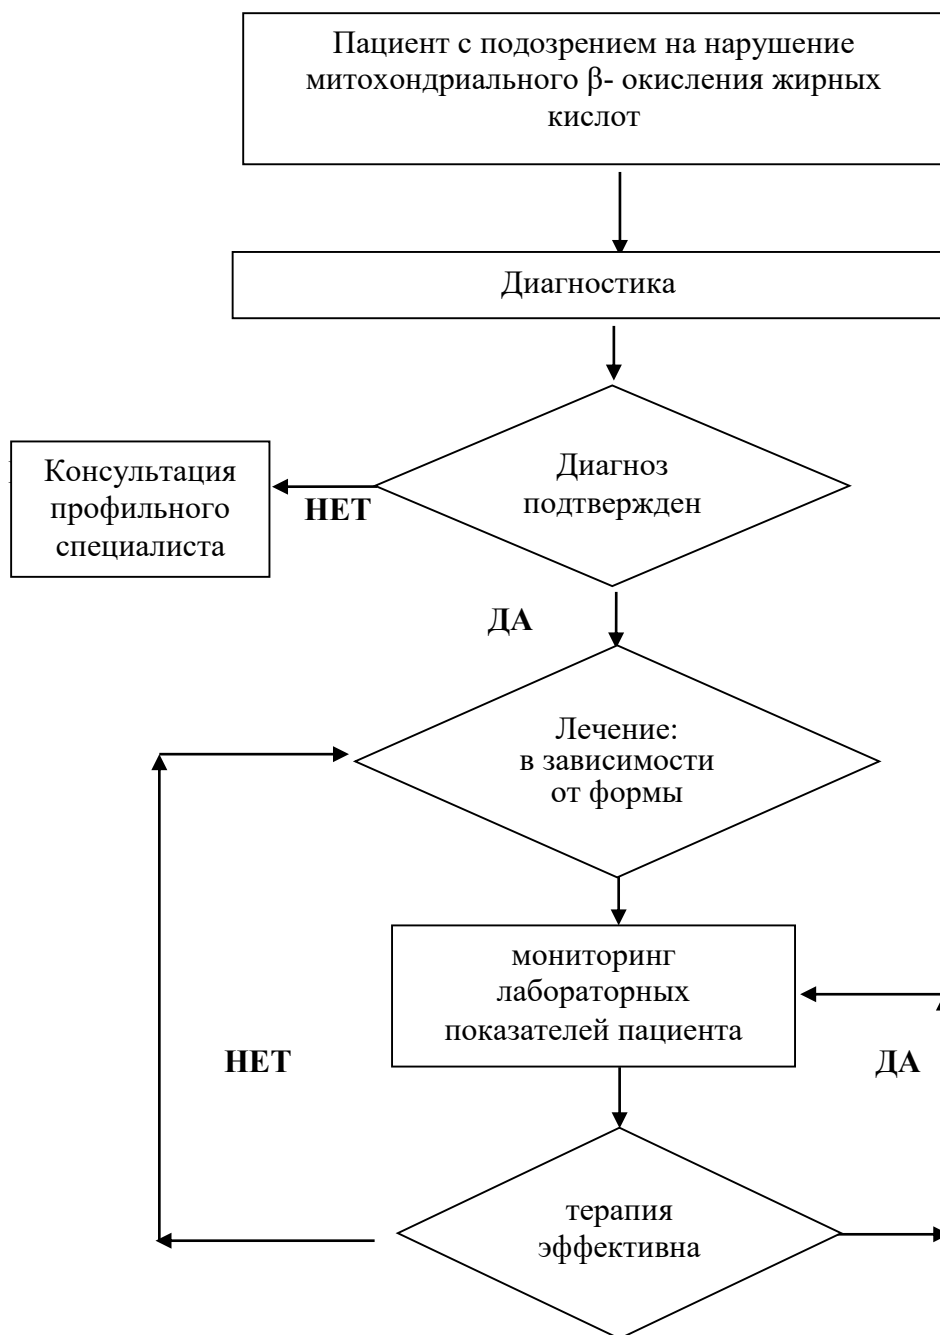 Пациент с подозрением на нарушение
митохондриального β- окисления жирных
кислот
Диагностика
Диагноз
подтвержден
Консультация
профильного
специалиста
НЕТ
ДА
Лечение:
в зависимости
от формы
мониторинг
лабораторных
показателей пациента
НЕТ
ДА
терапия
эффективна